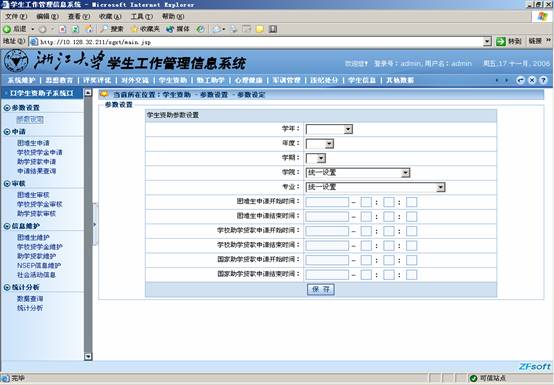 学生工作管理信息系统 - Microsoft Internet Explorer
文件(F) 编辑(E) 查看(V) 收藏(A) 工具(T) 帮助(H)
后退 搜索 收藏夹 媒体
地址(D) http://10.128.32.211/xgxt/main.jsp 转到 链接 »
浙江大学 学生工作管理信息系统
欢迎您! 登录号:admin,用户名:admin 周五,17 十一月, 2006
系统维护 | 思想教育 | 评奖评优 | 对外交流 | 学生资助 | 勤工助学 | 心理健康 | 军训管理 | 违纪处分 | 学生信息 | 其他数据
学生资助子系统
当前所在位置:学生资助 - 参数设置 - 参数设定
参数设置
参数设定
申请
困难生申请
学校贷学金申请
助学贷款申请
申请结果查询
审核
困难生审核
学校贷学金审核
助学贷款审核
信息维护
困难生维护
学校贷学金维护
助学贷款维护
NSEP信息维护
社会活动信息
统计分析
数据查询
统计分析
参数设置
学生资助参数设置
学年:
年度:
学期:
学院: 统一设置
专业: 统一设置
困难生申请开始时间: - : :
困难生申请结束时间: - : :
学校助学贷款申请开始时间: - : :
学校助学贷款申请结束时间: - : :
国家助学贷款申请开始时间: - : :
国家助学贷款申请结束时间: - : :
保 存
ZFsoft
完毕 可信站点